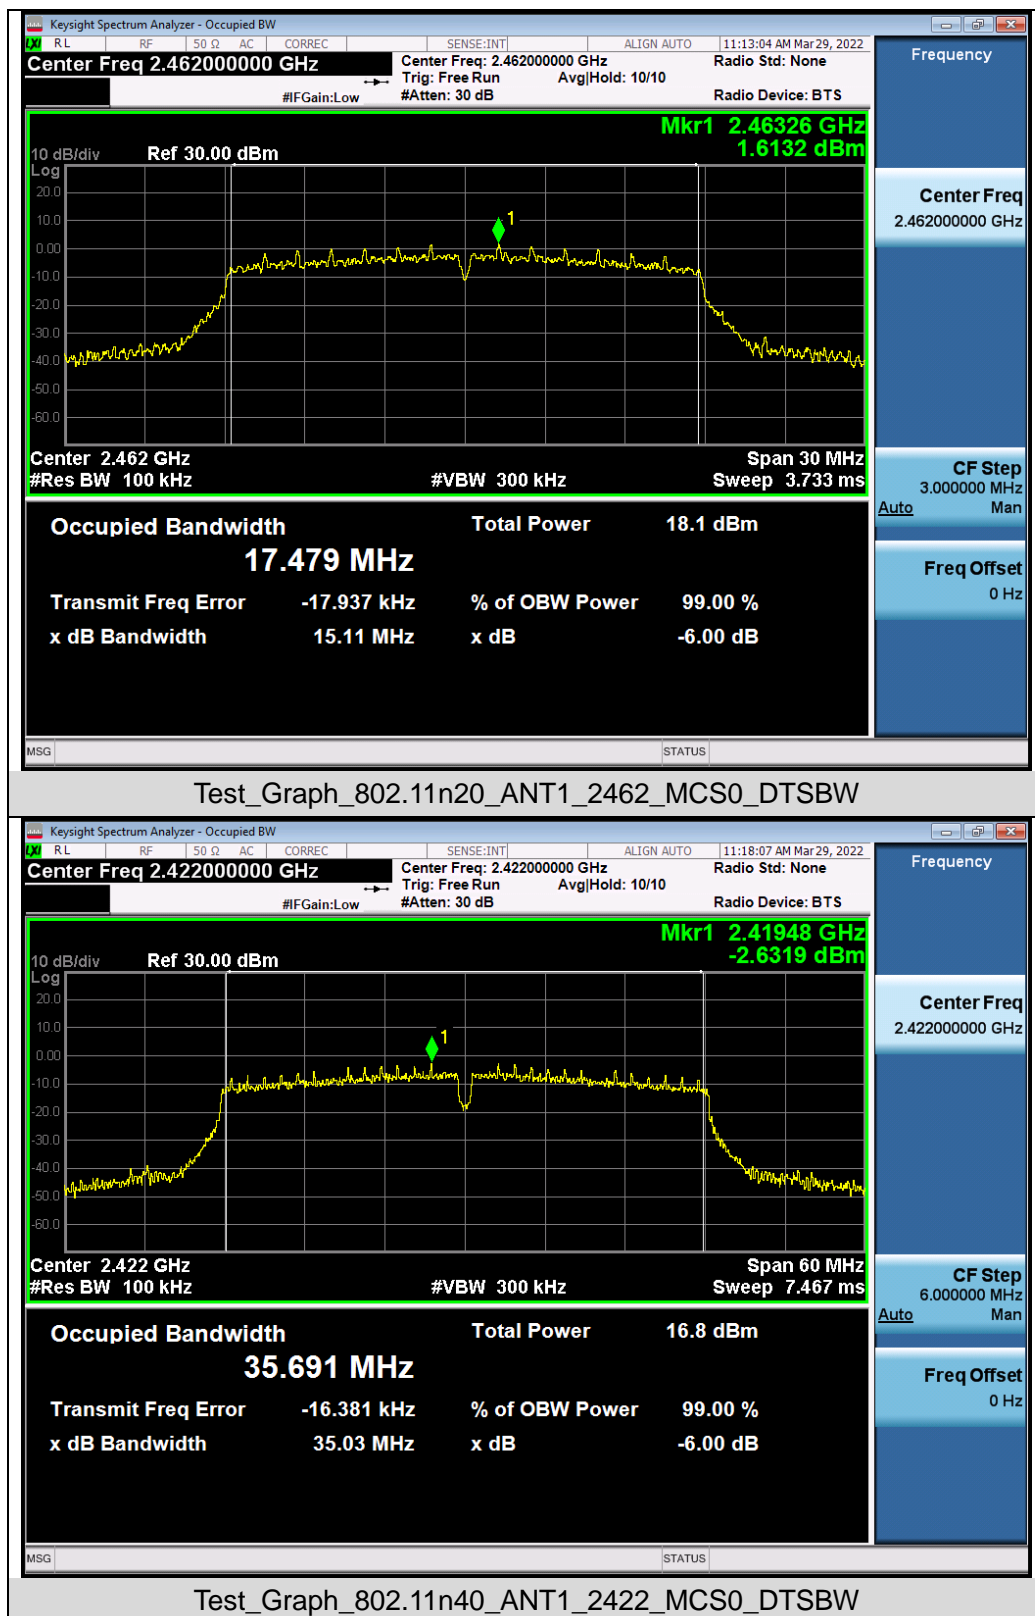 Keysight Spectrum Analyzer - Occupied BW
LXI RL RF 50 Ω AC CORREC SENSE:INT ALIGN AUTO 11:13:04 AM Mar 29, 2022
Center Freq 2.462000000 GHz
Center Freq: 2.462000000 GHz Radio Std: None
Trig: Free Run Avg|Hold: 10/10
#IFGain:Low #Atten: 30 dB Radio Device: BTS
Frequency
Mkr1 2.46326 GHz
1.6132 dBm
10 dB/div Ref 30.00 dBm
Log
20.0
10.0
0.00
-10.0
-20.0
-30.0
-40.0
-50.0
-60.0
1
Center 2.462 GHz Span 30 MHz
#Res BW 100 kHz #VBW 300 kHz Sweep 3.733 ms
Center Freq
2.462000000 GHz
CF Step
3.000000 MHz
Auto Man
Freq Offset
0 Hz
Occupied Bandwidth Total Power 18.1 dBm
17.479 MHz
Transmit Freq Error -17.937 kHz % of OBW Power 99.00 %
x dB Bandwidth 15.11 MHz x dB -6.00 dB
MSG STATUS
Test_Graph_802.11n20_ANT1_2462_MCS0_DTSBW
Keysight Spectrum Analyzer - Occupied BW
LXI RL RF 50 Ω AC CORREC SENSE:INT ALIGN AUTO 11:18:07 AM Mar 29, 2022
Center Freq 2.422000000 GHz
Center Freq: 2.422000000 GHz Radio Std: None
Trig: Free Run Avg|Hold: 10/10
#IFGain:Low #Atten: 30 dB Radio Device: BTS
Frequency
Mkr1 2.41948 GHz
-2.6319 dBm
10 dB/div Ref 30.00 dBm
Log
20.0
10.0
0.00
-10.0
-20.0
-30.0
-40.0
-50.0
-60.0
1
Center 2.422 GHz Span 60 MHz
#Res BW 100 kHz #VBW 300 kHz Sweep 7.467 ms
Center Freq
2.422000000 GHz
CF Step
6.000000 MHz
Auto Man
Freq Offset
0 Hz
Occupied Bandwidth Total Power 16.8 dBm
35.691 MHz
Transmit Freq Error -16.381 kHz % of OBW Power 99.00 %
x dB Bandwidth 35.03 MHz x dB -6.00 dB
MSG STATUS
Test_Graph_802.11n40_ANT1_2422_MCS0_DTSBW